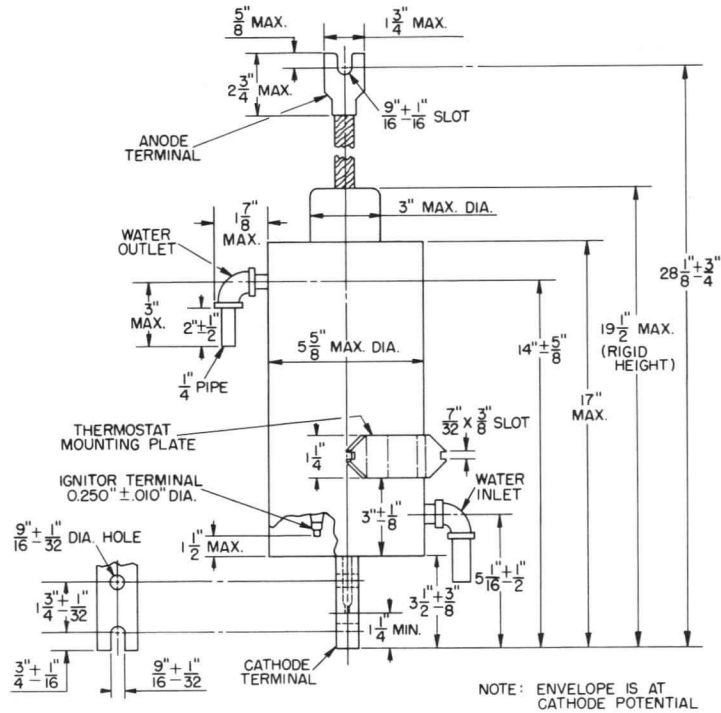 5/8" MAX.
1 3/4" MAX.
2 3/4" MAX.
9/16" ± 1/16" SLOT
ANODE
TERMINAL
1 7/8"
MAX.
3" MAX. DIA.
WATER
OUTLET
28 1/8" ± 3/4"
3"
MAX.
2" ± 1/2"
19 1/2" MAX.
(RIGID
HEIGHT)
14" ± 5/8"
5 5/8" MAX. DIA.
1/4" PIPE
17"
MAX.
7/32" X 3/8" SLOT
THERMOSTAT
MOUNTING PLATE
1 1/4"
IGNITOR TERMINAL
0.250" ± .010" DIA.
WATER
INLET
3" ± 1/8"
9/16" ± 1/32" DIA. HOLE
1 1/2" MAX.
5 1/16" ± 1/2"
3 1/2" ± 3/8"
1 3/4" ± 1/32"
1 1/4" MIN.
3/4" ± 1/16"
9/16" ± 1/32"
CATHODE
TERMINAL
NOTE: ENVELOPE IS AT
CATHODE POTENTIAL